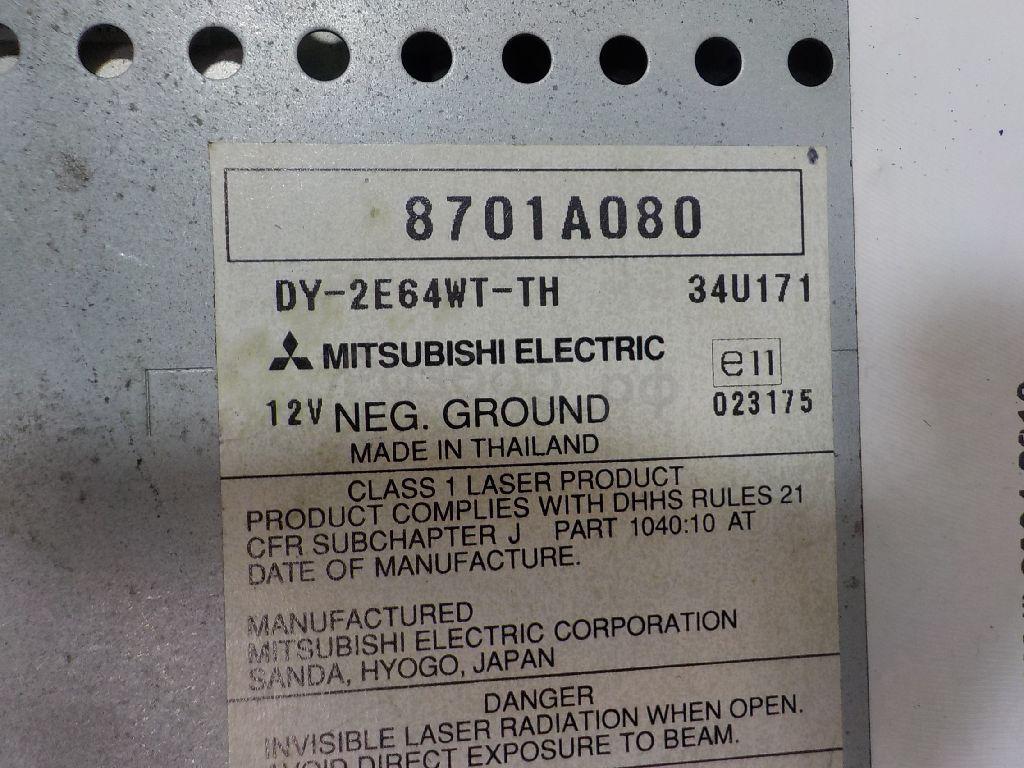 8701A080
DY-2E64WT-TH 34U171
MITSUBISHI ELECTRIC e11
12V NEG. GROUND 023175
MADE IN THAILAND
CLASS 1 LASER PRODUCT
PRODUCT COMPLIES WITH DHHS RULES 21
CFR SUBCHAPTER J PART 1040:10 AT
DATE OF MANUFACTURE.
MANUFACTURED
MITSUBISHI ELECTRIC CORPORATION
SANDA, HYOGO, JAPAN
DANGER
INVISIBLE LASER RADIATION WHEN OPEN.
AVOID DIRECT EXPOSURE TO BEAM.